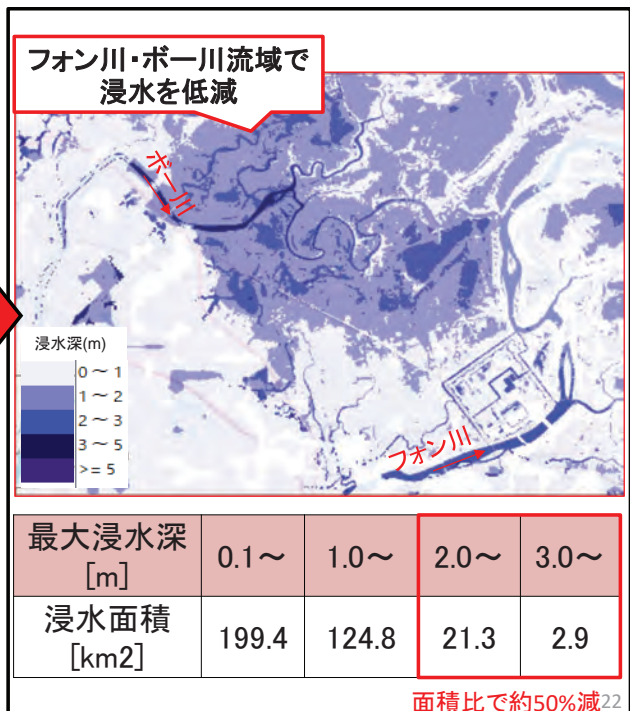 フォン川・ボー川流域で
浸水を低減
ボー川
浸水深(m)
0～1
1～2
2～3
3～5
>= 5
フォン川
最大浸水深 [m] 0.1～ 1.0～ 2.0～ 3.0～
浸水面積 [km2] 199.4 124.8 21.3 2.9
面積比で約50%減 22